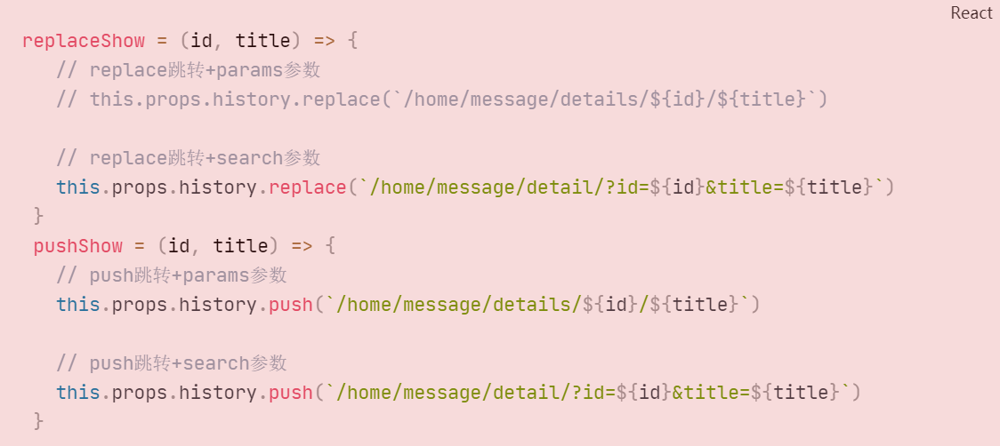 React
replaceShow = (id, title) => {
   // replace跳转+params参数
   // this.props.history.replace(`/home/message/details/${id}/${title}`)
   // replace跳转+search参数
   this.props.history.replace(`/home/message/detail/?id=${id}&title=${title}`)
 }
 pushShow = (id, title) => {
   // push跳转+params参数
   this.props.history.push(`/home/message/details/${id}/${title}`)
   // push跳转+search参数
   this.props.history.push(`/home/message/detail/?id=${id}&title=${title}`)
 }